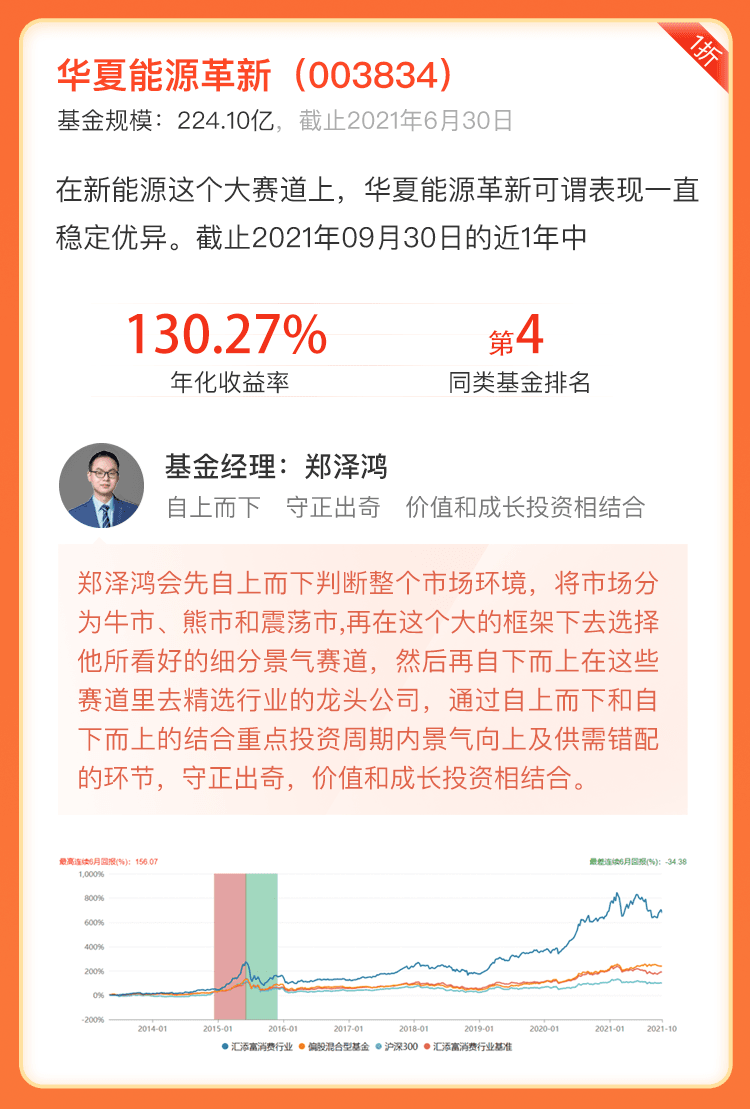 1折
华夏能源革新（003834）
基金规模：224.10亿，截止2021年6月30日
在新能源这个大赛道上，华夏能源革新可谓表现一直
稳定优异。截止2021年09月30日的近1年中
130.27%
第4
年化收益率
同类基金排名
基金经理：郑泽鸿
自上而下 守正出奇 价值和成长投资相结合
郑泽鸿会先自上而下判断整个市场环境，将市场分
为牛市、熊市和震荡市,再在这个大的框架下去选择
他所看好的细分景气赛道，然后再自下而上在这些
赛道里去精选行业的龙头公司，通过自上而下和自
下而上的结合重点投资周期内景气向上及供需错配
的环节，守正出奇，价值和成长投资相结合。
最高连续6月回报(%)：156.07
最差连续6月回报(%)：-34.38
1,000%
800%
600%
400%
200%
0%
-200%
2014-01
2015-01
2016-01
2017-01
2018-01
2019-01
2020-01
2021-01
2021-10
汇添富消费行业
偏股混合型基金
沪深300
汇添富消费行业基准